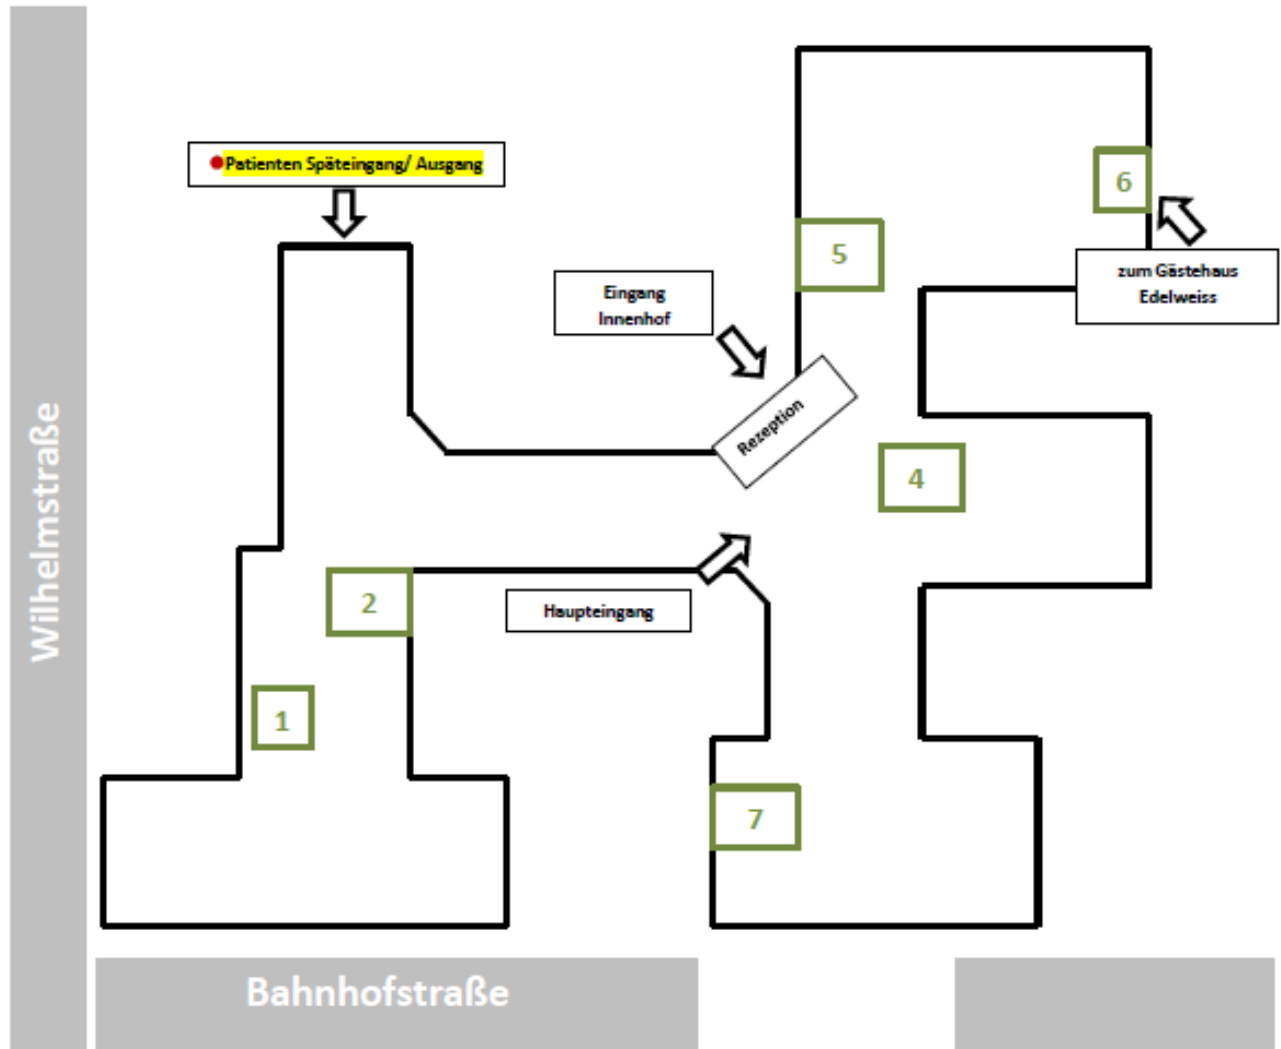 Patienten Späteingang/ Ausgang
6
5
zum Gästehaus
Edelweiss
Eingang
Innenhof
Rezeption
Wilhelmstraße
4
2
Haupteingang
1
7
Bahnhofstraße